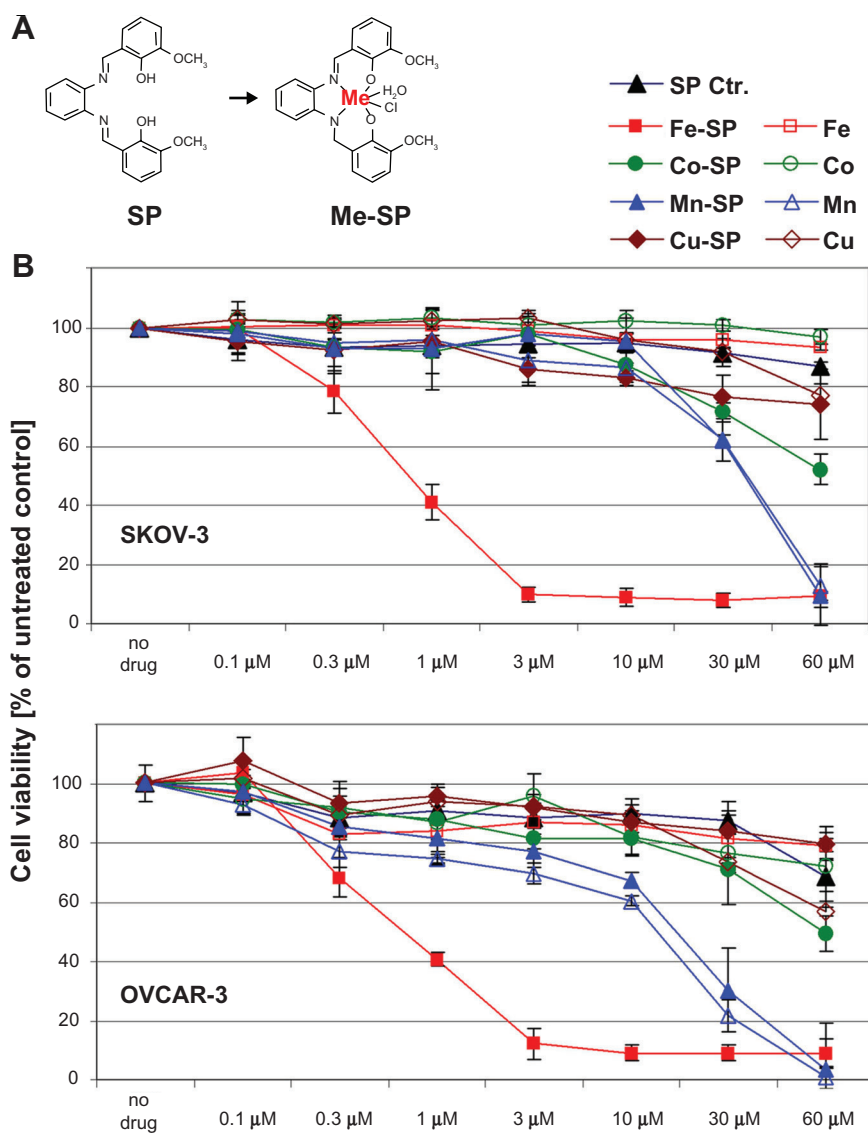 A
N
N
OH
OH
OCH3
OCH3
SP
N
N
O
O
Me
H2O
Cl
OCH3
OCH3
Me-SP
SP Ctr.
Fe-SP Fe
Co-SP Co
Mn-SP Mn
Cu-SP Cu
B
Cell viability [% of untreated control]
100
80
60
40
20
0
SKOV-3
no drug 0.1 µM 0.3 µM 1 µM 3 µM 10 µM 30 µM 60 µM
100
80
60
40
20
0
OVCAR-3
no drug 0.1 µM 0.3 µM 1 µM 3 µM 10 µM 30 µM 60 µM